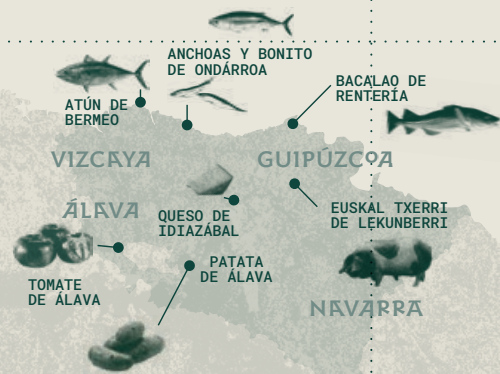 ANCHOAS Y BONITO
DE ONDÁRROA
BACALAO DE
RENTERÍA
ATÚN DE
BERMEO
VIZCAYA
GUIPÚZCOA
ÁLAVA
QUESO DE
IDIAZÁBAL
EUSKAL TXERRI
DE LEKUNBERRI
PATATA
DE ÁLAVA
TOMATE
DE ÁLAVA
NAVARRA